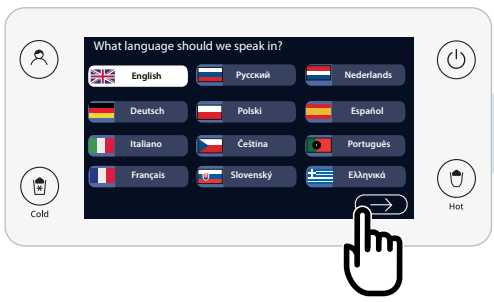 What language should we speak in?
English Русский Nederlands
Deutsch Polski Español
Italiano Čeština Português
Français Slovenský Ελληνικά
Cold Hot